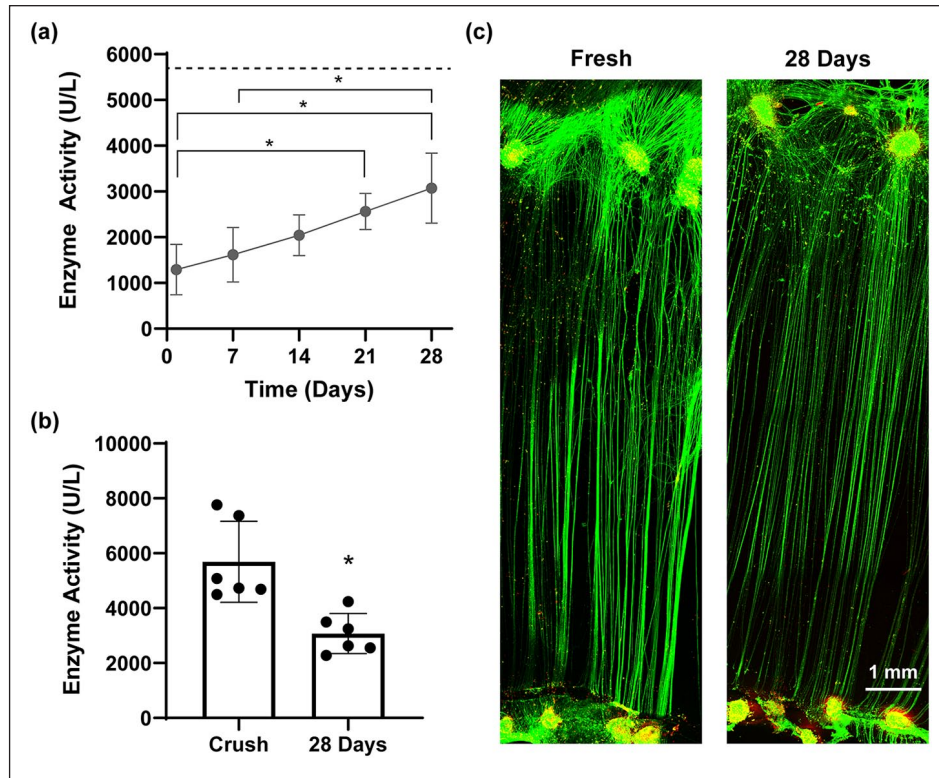 (a)
6000
5000
4000
3000
2000
1000
0
Enzyme Activity (U/L)
*
*
*
0 7 14 21 28
Time (Days)
(b)
10000
8000
6000
4000
2000
0
Enzyme Activity (U/L)
*
Crush 28 Days
(c)
Fresh 28 Days
1 mm